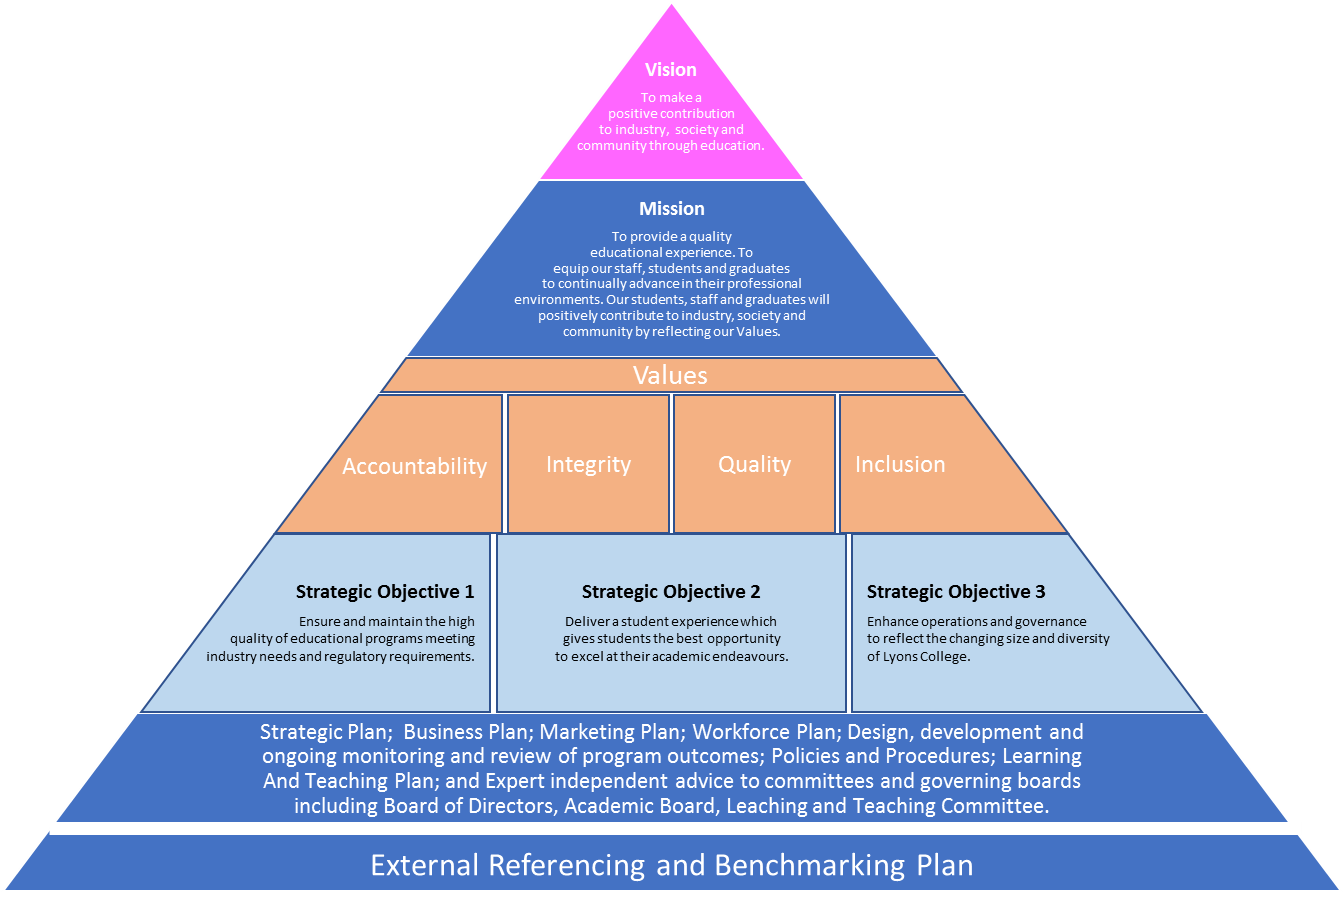 Vision
To make a
positive contribution
to industry, society and
community through education.
Mission
To provide a quality
educational experience. To
equip our staff, students and graduates
to continually advance in their professional
environments. Our students, staff and graduates will
positively contribute to industry, society and
community by reflecting our Values.
Values
Accountability
Integrity
Quality
Inclusion
Strategic Objective 1
Ensure and maintain the high
quality of educational programs meeting
industry needs and regulatory requirements.
Strategic Objective 2
Deliver a student experience which
gives students the best opportunity
to excel at their academic endeavours.
Strategic Objective 3
Enhance operations and governance
to reflect the changing size and diversity
of Lyons College.
Strategic Plan; Business Plan; Marketing Plan; Workforce Plan; Design, development and
ongoing monitoring and review of program outcomes; Policies and Procedures; Learning
And Teaching Plan; and Expert independent advice to committees and governing boards
including Board of Directors, Academic Board, Leaching and Teaching Committee.
External Referencing and Benchmarking Plan